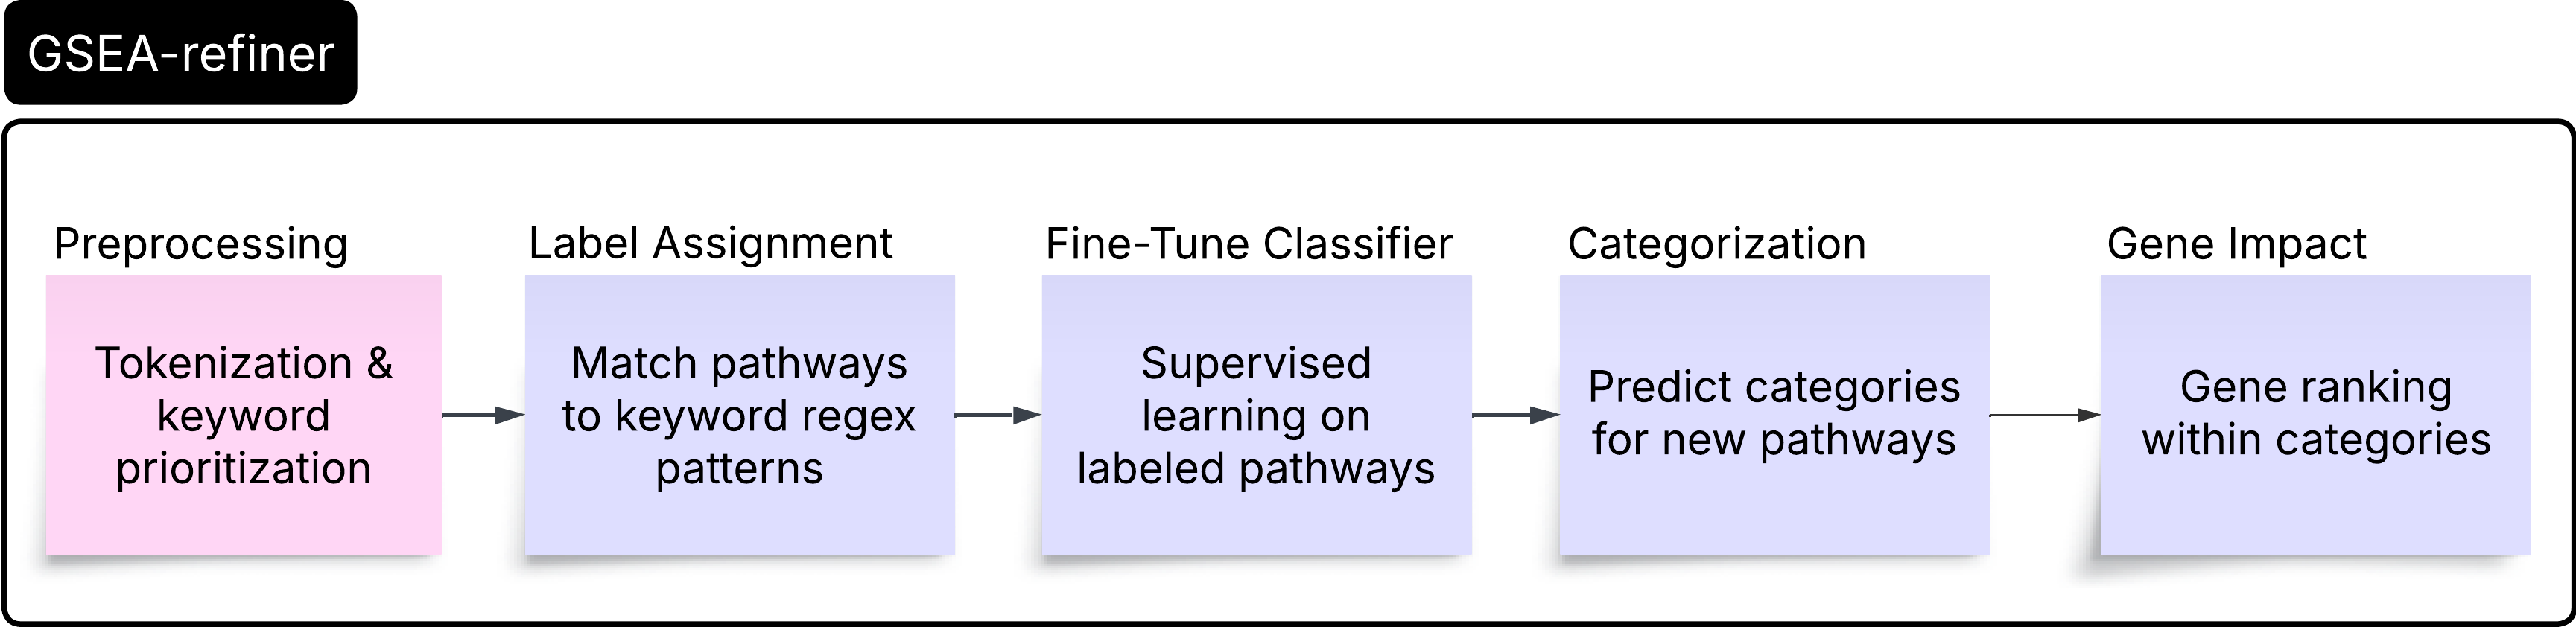 GSEA-refiner
Preprocessing
Tokenization &
keyword
prioritization
Label Assignment
Match pathways
to keyword regex
patterns
Fine-Tune Classifier
Supervised
learning on
labeled pathways
Categorization
Predict categories
for new pathways
Gene Impact
Gene ranking
within categories